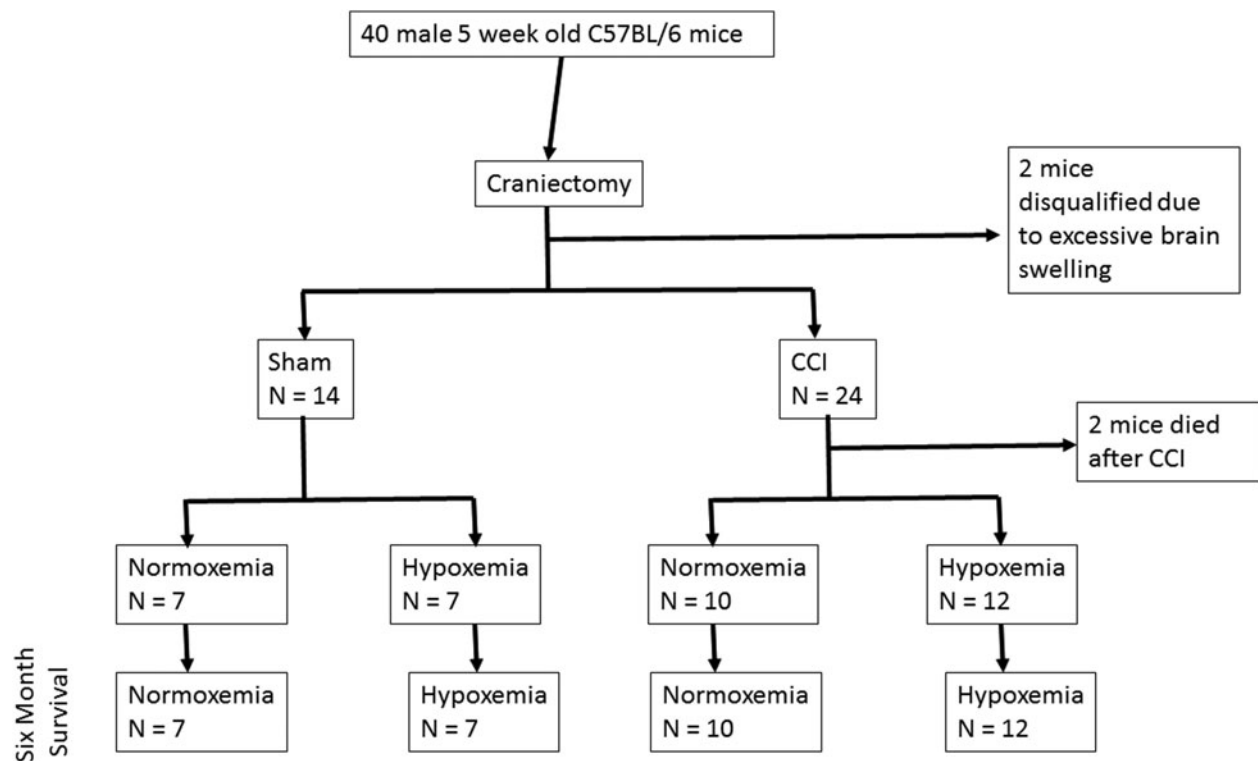 40 male 5 week old C57BL/6 mice
Craniectomy
2 mice
disqualified due
to excessive brain
swelling
Sham
N = 14
CCI
N = 24
2 mice died
after CCI
Normoxemia
N = 7
Hypoxemia
N = 7
Normoxemia
N = 10
Hypoxemia
N = 12
Six Month
Survival
Normoxemia
N = 7
Hypoxemia
N = 7
Normoxemia
N = 10
Hypoxemia
N = 12